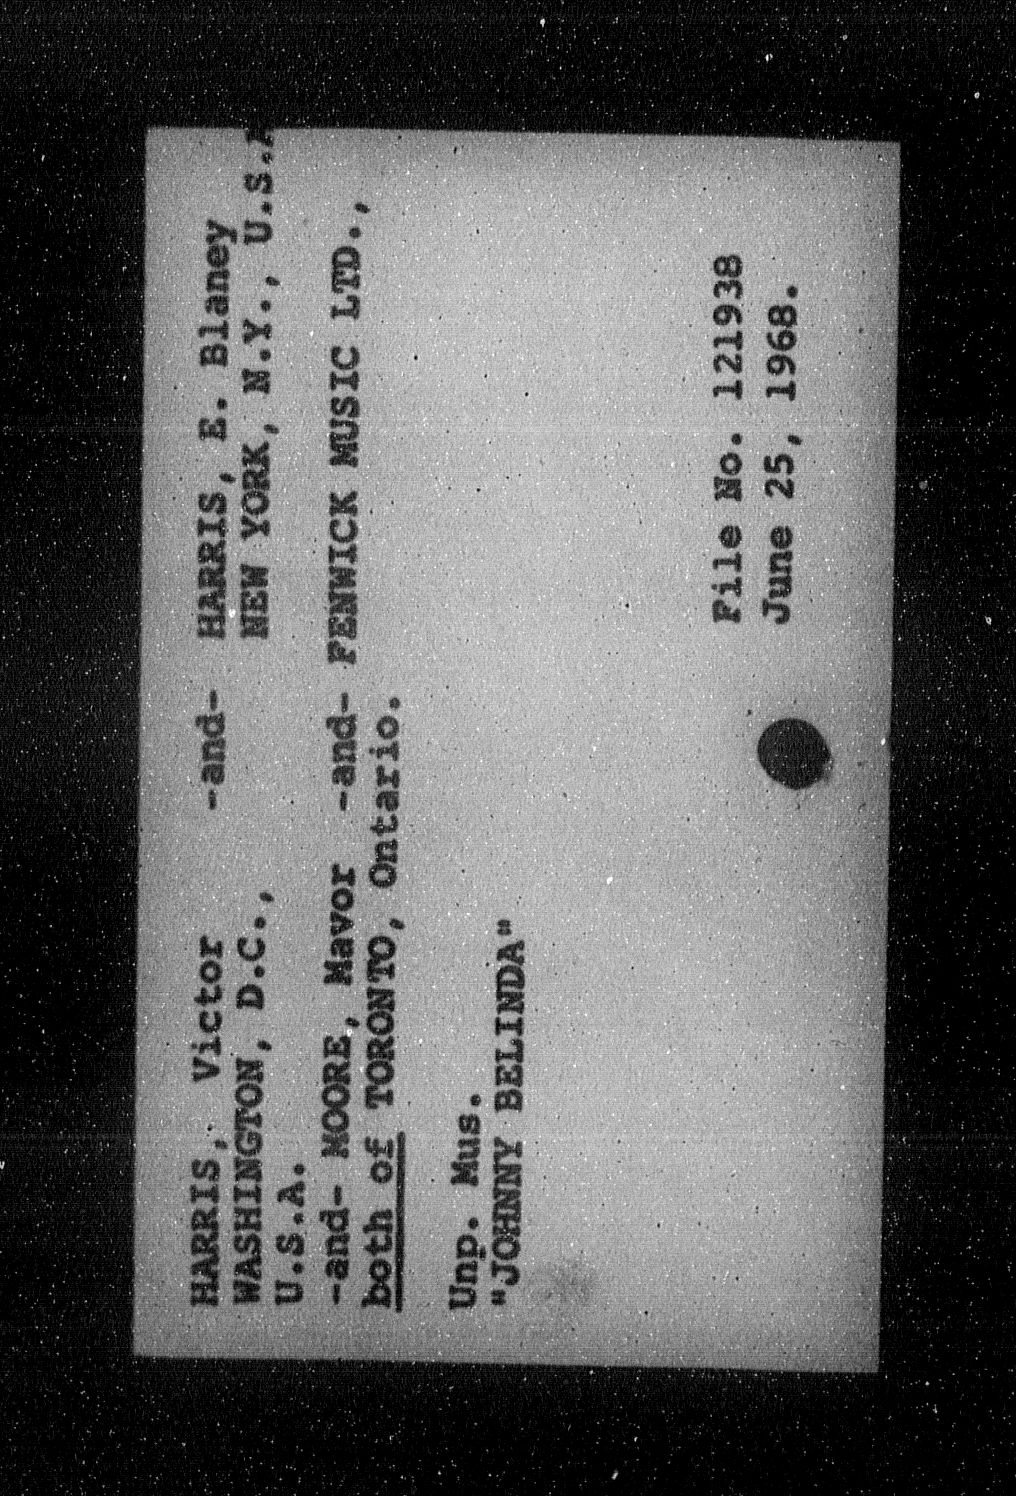 HARRIS, Victor -and- HARRIS, E. Blaney
WASHINGTON, D.C., NEW YORK, N.Y., U.S.A
U.S.A.
-and- MOORE, Mavor -and- FENWICK MUSIC LTD.,
both of TORONTO, Ontario.
Unp. Mus.
"JOHNNY BELINDA"
File No. 121938
June 25, 1968.